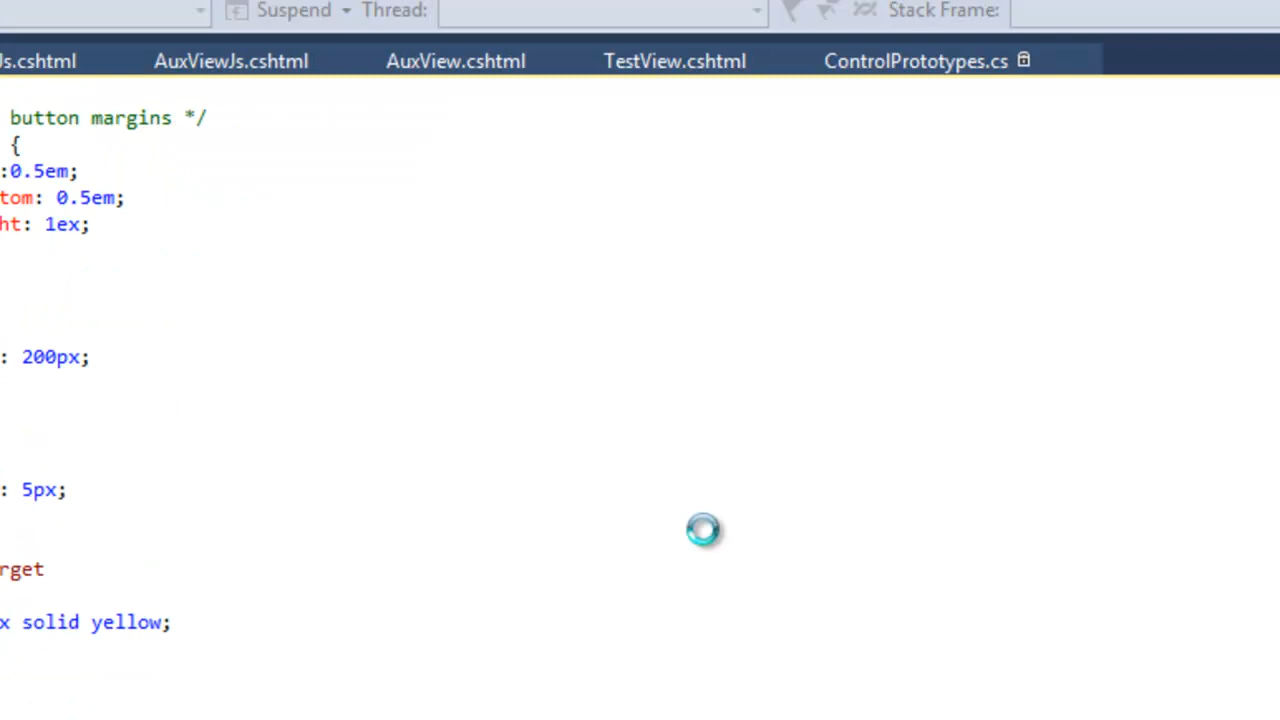 Suspend Thread: Stack Frame:
Js.cshtml AuxViewJs.cshtml AuxView.cshtml TestView.cshtml ControlPrototypes.cs
button margins */
{
:0.5em;
tom: 0.5em;
ht: 1ex;
: 200px;
: 5px;
rget
x solid yellow;